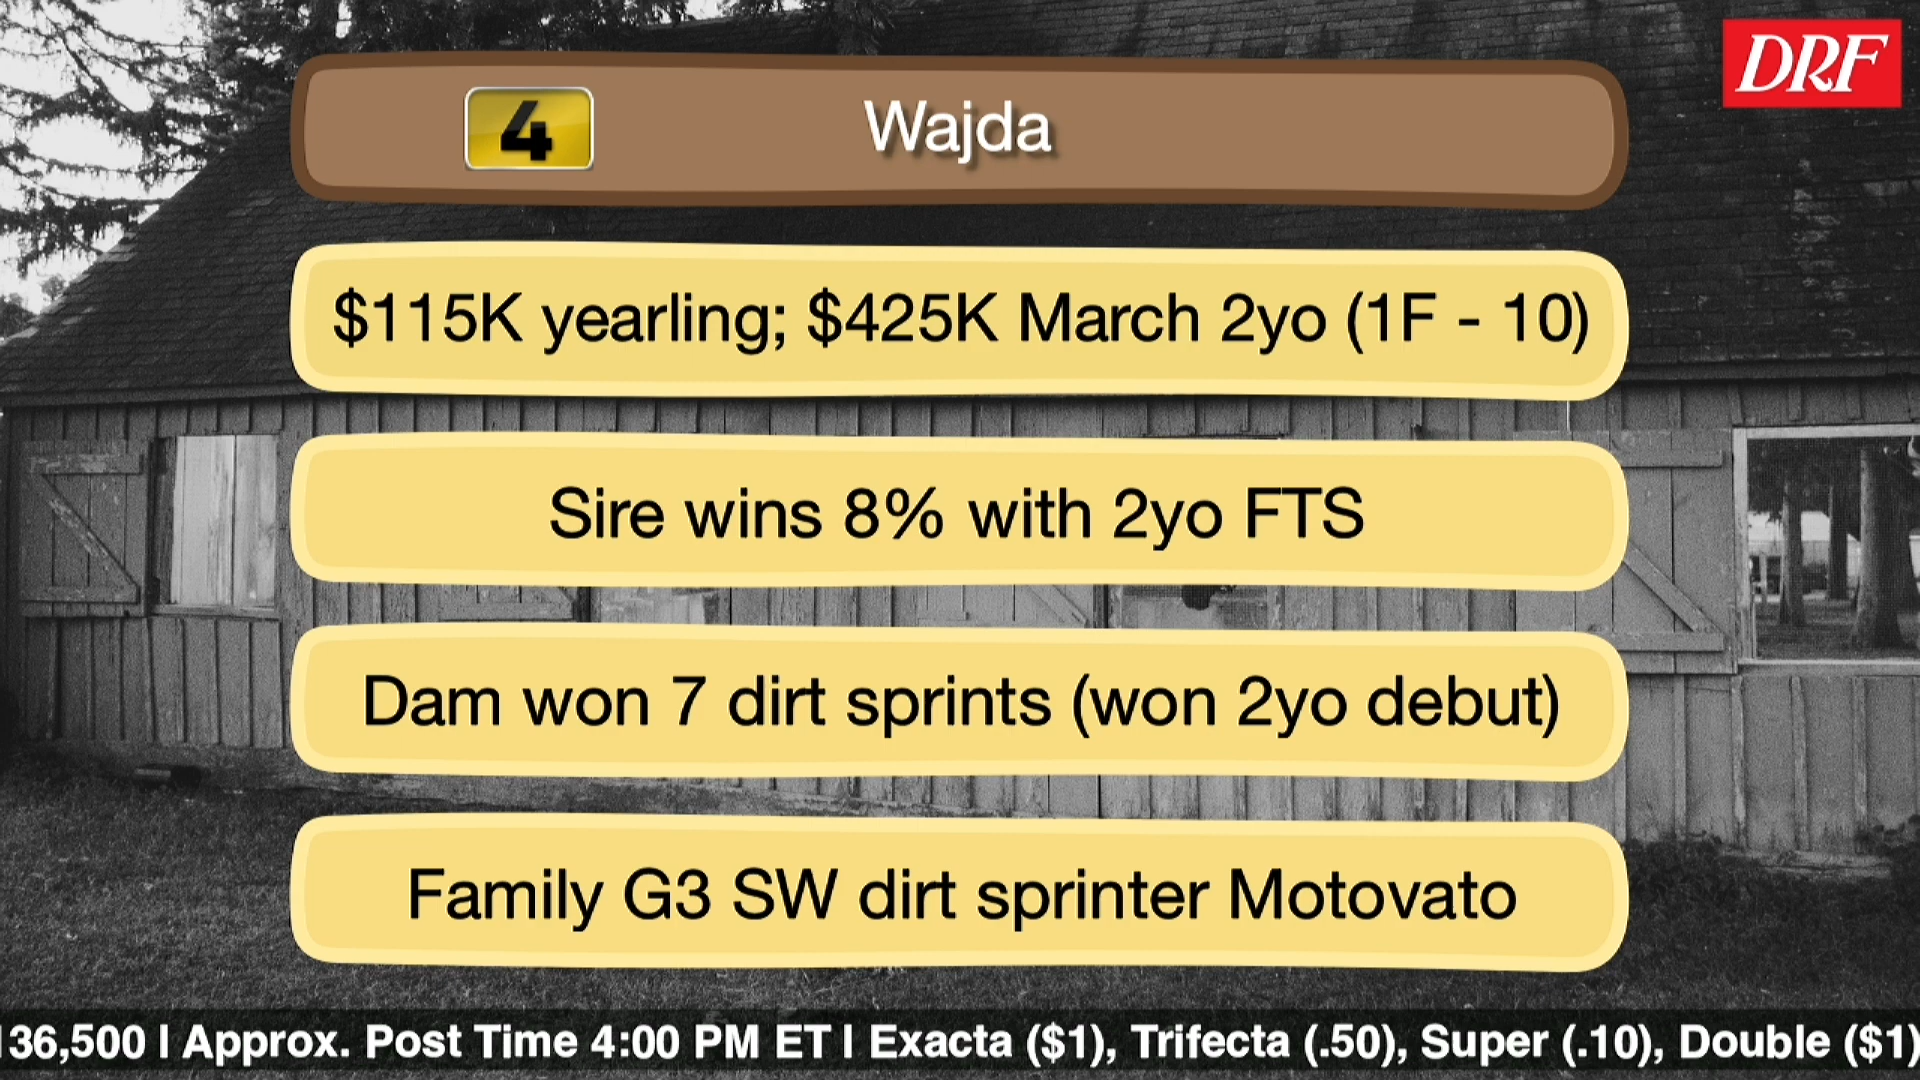 DRF
4 Wajda
$115K yearling; $425K March 2yo (1F - 10)
Sire wins 8% with 2yo FTS
Dam won 7 dirt sprints (won 2yo debut)
Family G3 SW dirt sprinter Motovato
36,500 | Approx. Post Time 4:00 PM ET | Exacta ($1), Trifecta (.50), Super (.10), Double ($1)